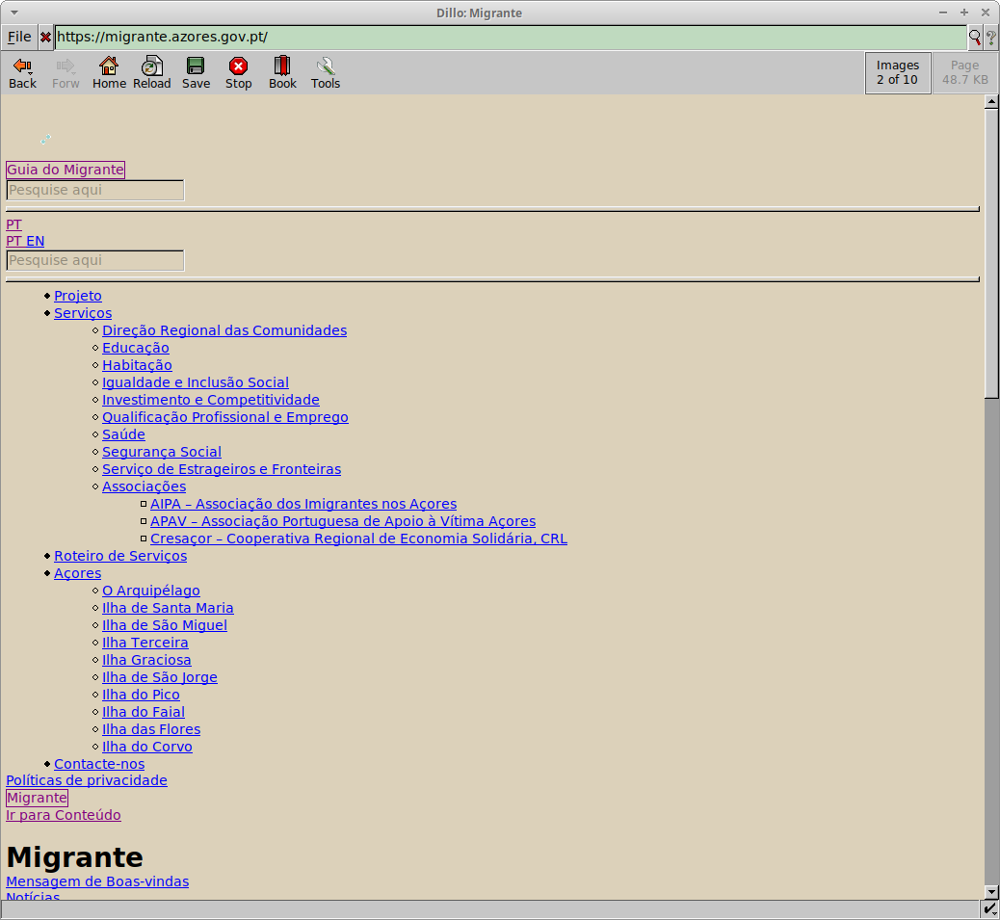 Dillo: Migrante
File https://migrante.azores.gov.pt/ ?
Back Forw Home Reload Save Stop Book Tools
Images
2 of 10
Page
48.7 KB
Guia do Migrante
Pesquise aqui
PT
PT EN
Pesquise aqui
Projeto
Serviços
Direção Regional das Comunidades
Educação
Habitação
Igualdade e Inclusão Social
Investimento e Competitividade
Qualificação Profissional e Emprego
Saúde
Segurança Social
Serviço de Estrageiros e Fronteiras
Associações
AIPA – Associação dos Imigrantes nos Açores
APAV – Associação Portuguesa de Apoio à Vítima Açores
Cresaçor – Cooperativa Regional de Economia Solidária, CRL
Roteiro de Serviços
Açores
O Arquipélago
Ilha de Santa Maria
Ilha de São Miguel
Ilha Terceira
Ilha Graciosa
Ilha de São Jorge
Ilha do Pico
Ilha do Faial
Ilha das Flores
Ilha do Corvo
Contacte-nos
Políticas de privacidade
Migrante
Ir para Conteúdo
Migrante
Mensagem de Boas-vindas
Notícias